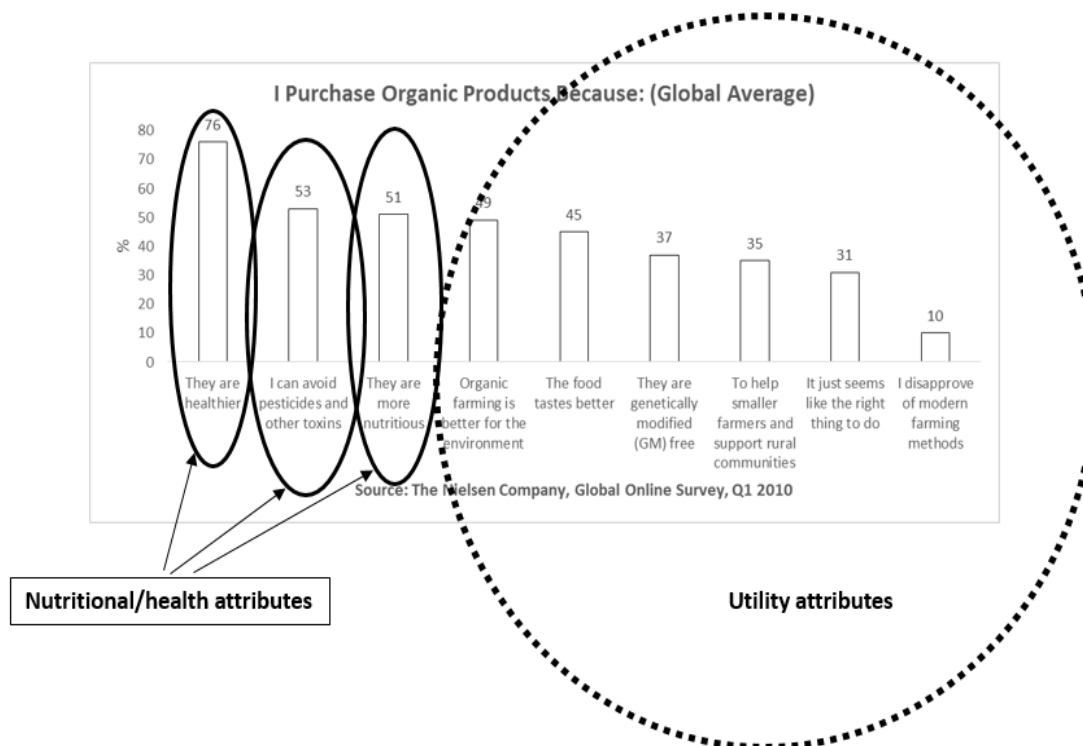 I Purchase Organic Products Because: (Global Average)
80
70
60
50
40
30
20
10
0
%
76
53
51
49
45
37
35
31
10
They are
healthier
I can avoid
pesticides and
other toxins
They are
more
nutritious
Organic
farming is
better for the
environment
The food
tastes better
They are
genetically
modified
(GM) free
To help
smaller
farmers and
support rural
communities
It just seems
like the right
thing to do
I disapprove
of modern
farming
methods
Source: The Nielsen Company, Global Online Survey, Q1 2010
Nutritional/health attributes
Utility attributes